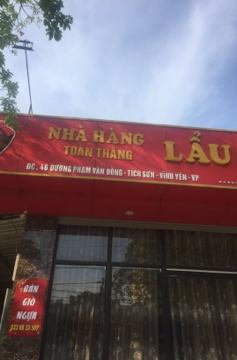 NHÀ HÀNG
TOÀN THẮNG
LẨU
ĐC: 46 ĐƯỜNG PHẠM VĂN ĐỒNG - TÍCH SƠN - VĨNH YÊN - VP
BÁN
GIÒ
NGỰA